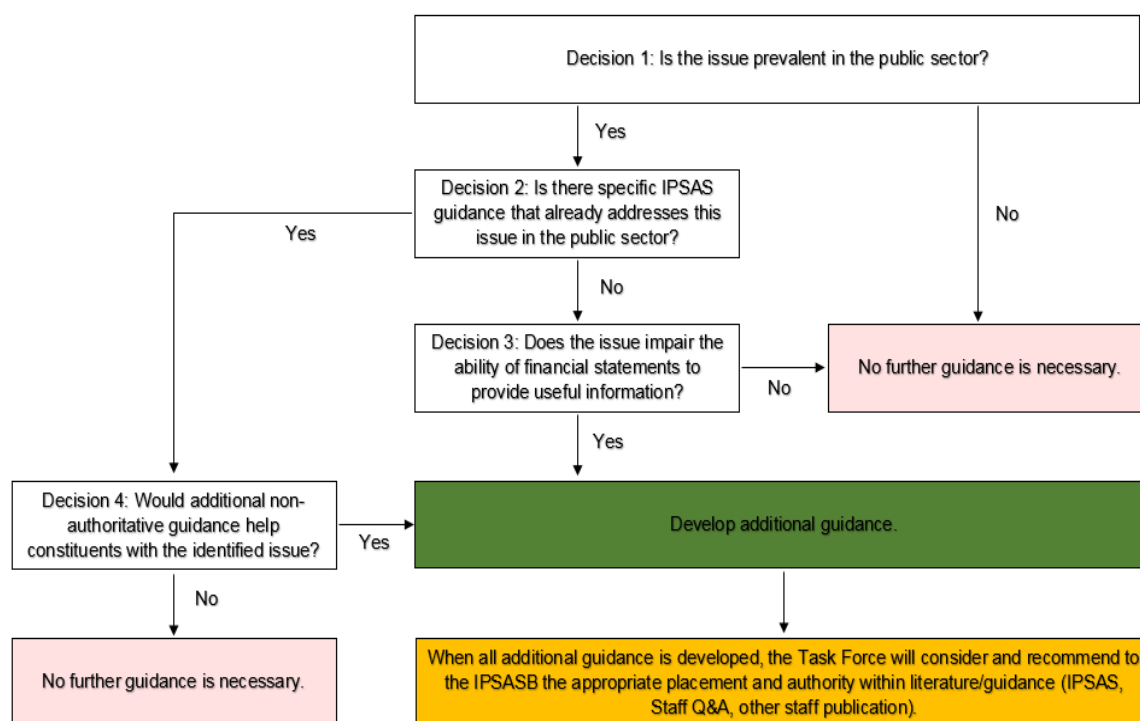 Decision 1: Is the issue prevalent in the public sector?
Yes
Decision 2: Is there specific IPSAS
guidance that already addresses this
issue in the public sector?
Yes
No
No
Decision 3: Does the issue impair the
ability of financial statements to
provide useful information?
No
No further guidance is necessary.
Yes
Decision 4: Would additional non-
authoritative guidance help
constituents with the identified issue?
Yes
Develop additional guidance.
No
No further guidance is necessary.
When all additional guidance is developed, the Task Force will consider and recommend to
the IPSASB the appropriate placement and authority within literature/guidance (IPSAS,
Staff Q&A, other staff publication).